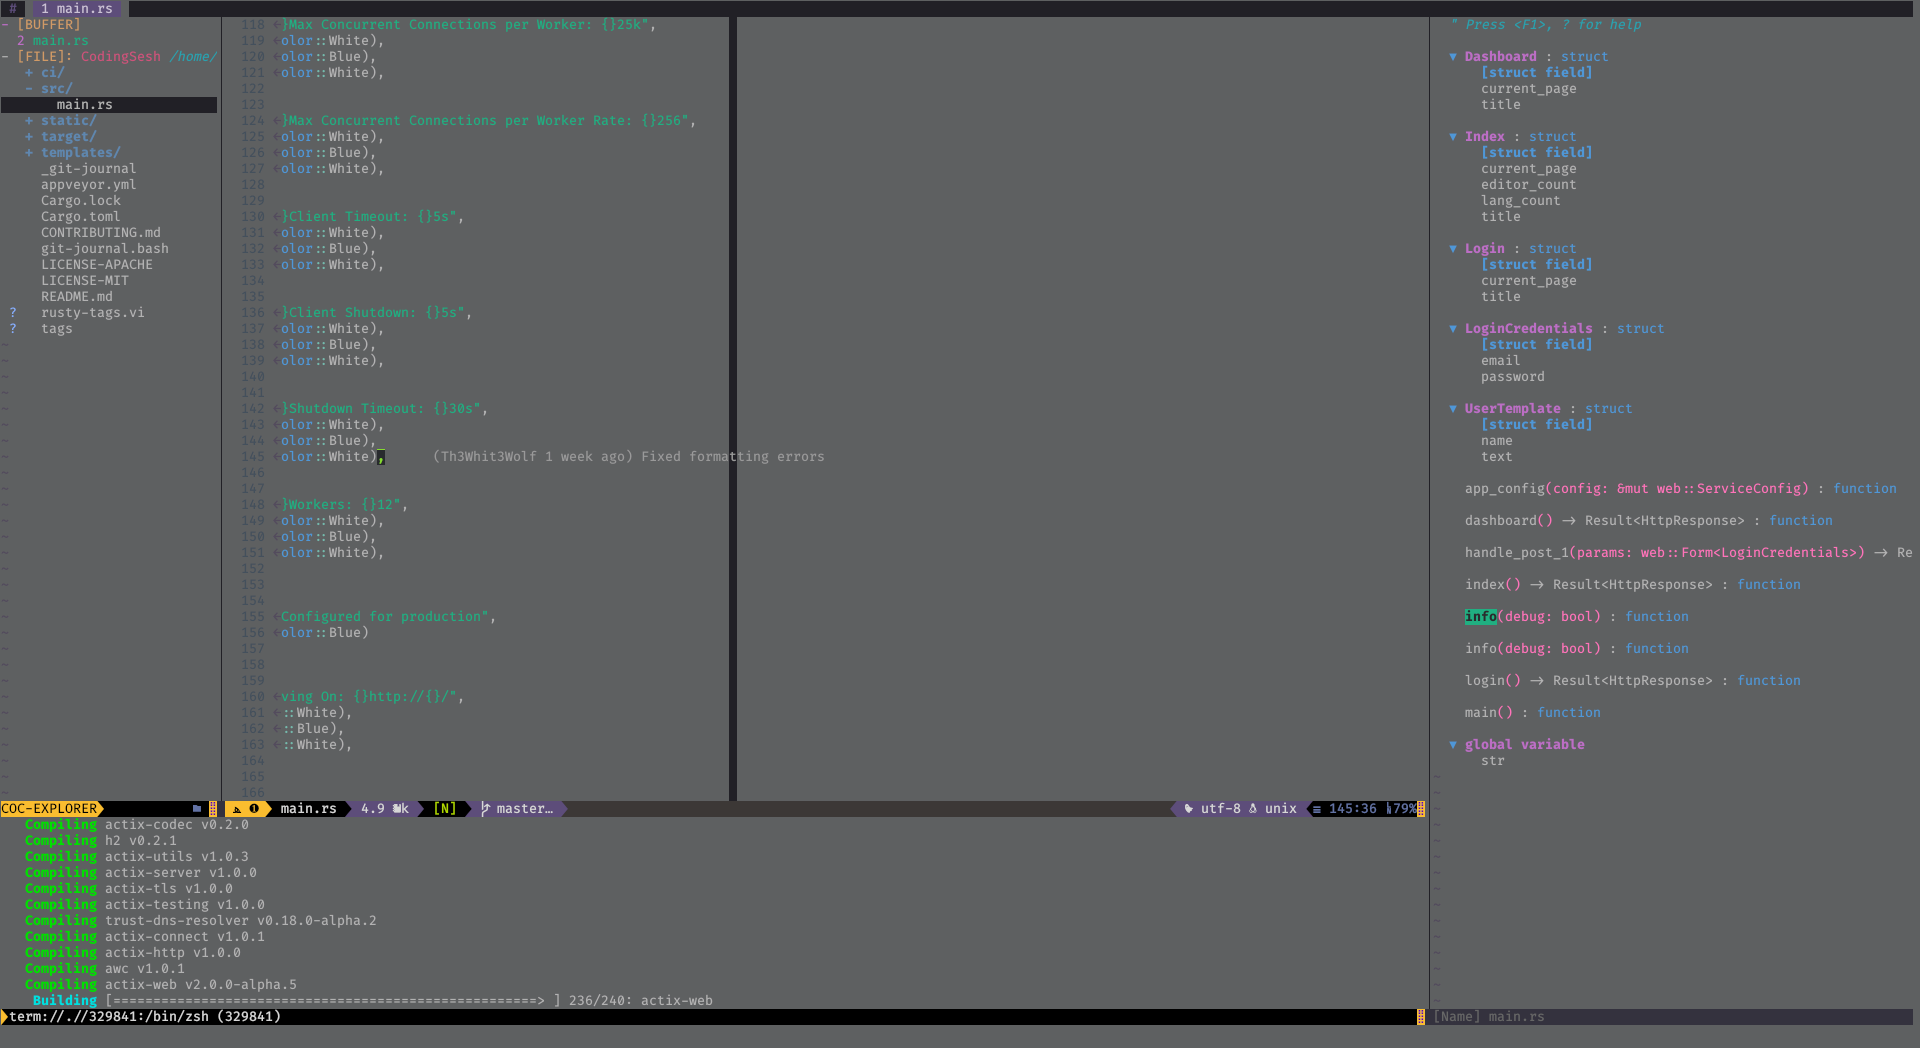 # 1 main.rs
- [BUFFER]
2 main.rs
- [FILE]: CodingSesh /home/
+ ci/
- src/
main.rs
+ static/
+ target/
+ templates/
_git-journal
appveyor.yml
Cargo.lock
Cargo.toml
CONTRIBUTING.md
git-journal.bash
LICENSE-APACHE
LICENSE-MIT
README.md
? rusty-tags.vi
? tags
COC-EXPLORER
118 ←}Max Concurrent Connections per Worker: {}25k",
119 ←olor::White),
120 ←olor::Blue),
121 ←olor::White),
122
123
124 ←}Max Concurrent Connections per Worker Rate: {}256",
125 ←olor::White),
126 ←olor::Blue),
127 ←olor::White),
128
129
130 ←}Client Timeout: {}5s",
131 ←olor::White),
132 ←olor::Blue),
133 ←olor::White),
134
135
136 ←}Client Shutdown: {}5s",
137 ←olor::White),
138 ←olor::Blue),
139 ←olor::White),
140
141
142 ←}Shutdown Timeout: {}30s",
143 ←olor::White),
144 ←olor::Blue),
145 ←olor::White), (Th3Whit3Wolf 1 week ago) Fixed formatting errors
146
147
148 ←}Workers: {}12",
149 ←olor::White),
150 ←olor::Blue),
151 ←olor::White),
152
153
154
155 ←Configured for production",
156 ←olor::Blue)
157
158
159
160 ←ving On: {}http://{}/",
161 ←::White),
162 ←::Blue),
163 ←::White),
164
165
166
main.rs 4.9 k [N] master… utf-8 unix ≡ 145:36 79%
Compiling actix-codec v0.2.0
Compiling h2 v0.2.1
Compiling actix-utils v1.0.3
Compiling actix-server v1.0.0
Compiling actix-tls v1.0.0
Compiling actix-testing v1.0.0
Compiling trust-dns-resolver v0.18.0-alpha.2
Compiling actix-connect v1.0.1
Compiling actix-http v1.0.0
Compiling awc v1.0.1
Compiling actix-web v2.0.0-alpha.5
Building [=====================================================> ] 236/240: actix-web
term://.//329841:/bin/zsh (329841)
" Press <F1>, ? for help
▼ Dashboard : struct
[struct field]
current_page
title
▼ Index : struct
[struct field]
current_page
editor_count
lang_count
title
▼ Login : struct
[struct field]
current_page
title
▼ LoginCredentials : struct
[struct field]
email
password
▼ UserTemplate : struct
[struct field]
name
text
app_config(config: &mut web::ServiceConfig) : function
dashboard() → Result<HttpResponse> : function
handle_post_1(params: web::Form<LoginCredentials>) → Re
index() → Result<HttpResponse> : function
info(debug: bool) : function
info(debug: bool) : function
login() → Result<HttpResponse> : function
main() : function
▼ global variable
str
[Name] main.rs